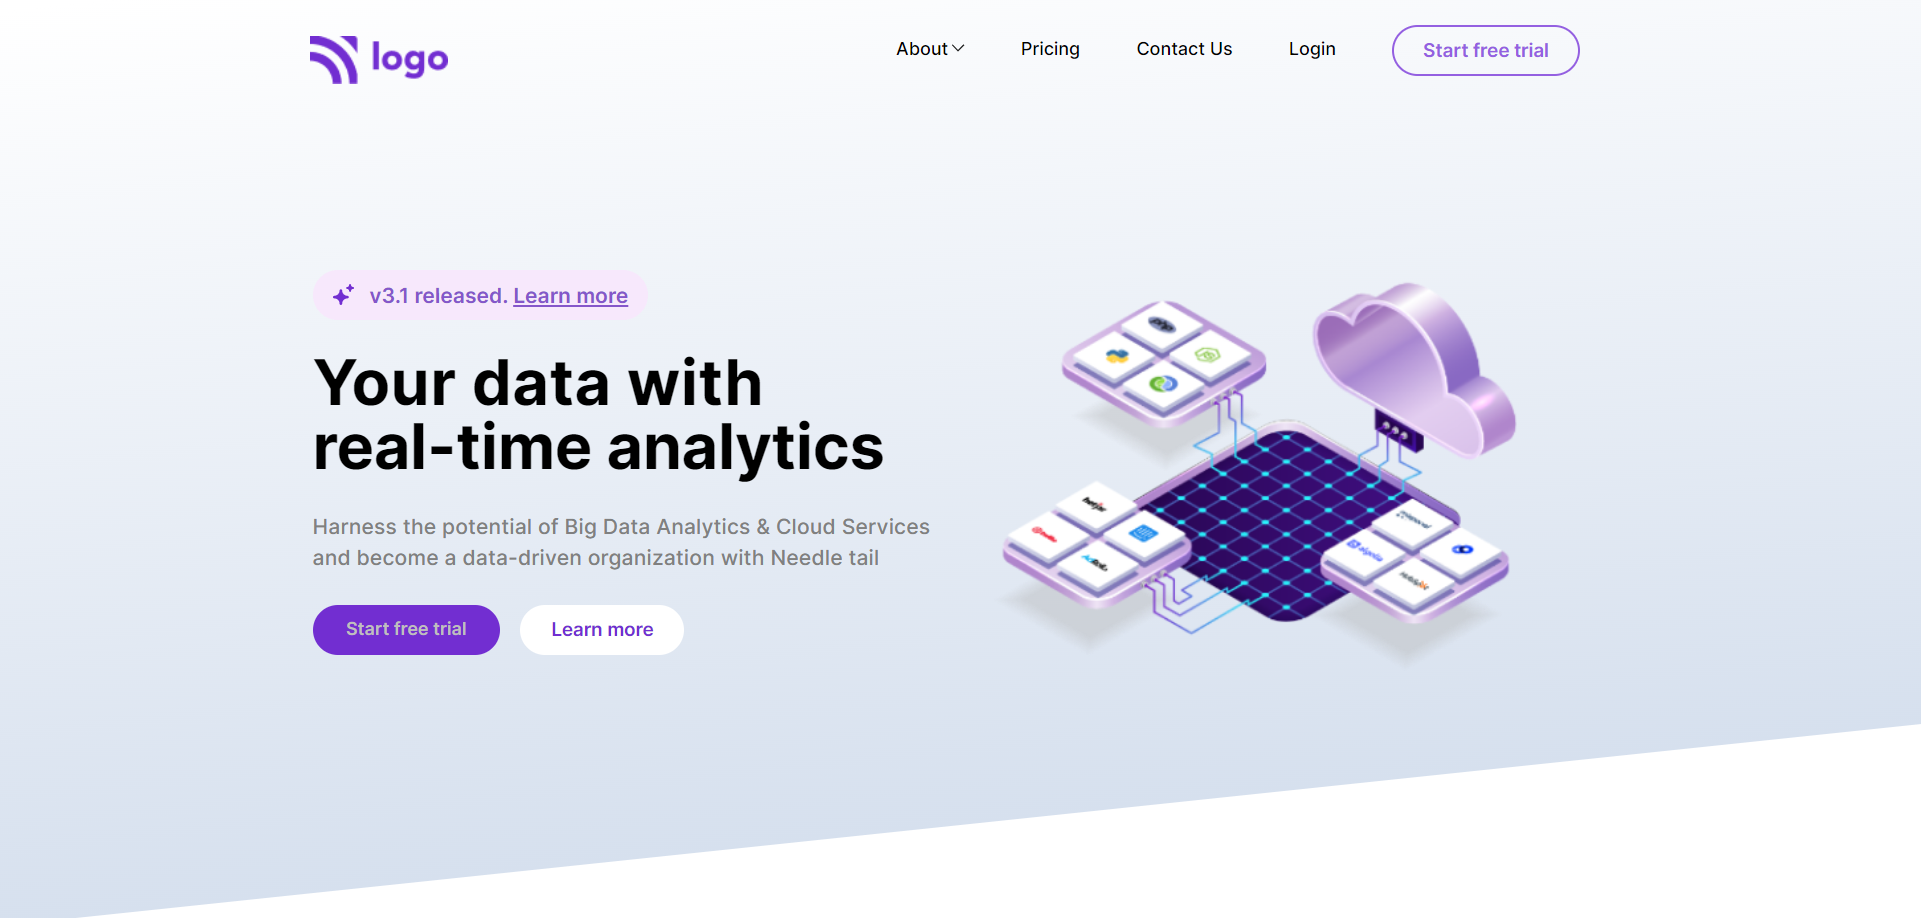 logo
About
Pricing
Contact Us
Login
Start free trial
v3.1 released. Learn more
Your data with
real-time analytics
Harness the potential of Big Data Analytics & Cloud Services
and become a data-driven organization with Needle tail
Start free trial
Learn more
php